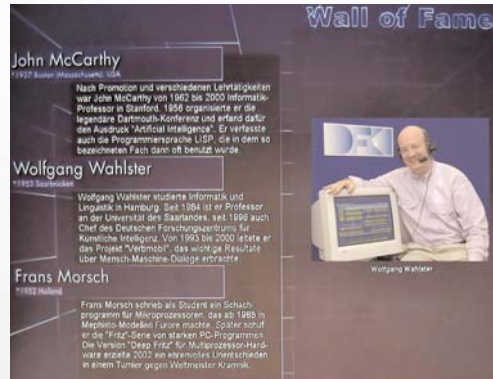 Wall of Fame
John McCarthy
*1927 Boston (Massachusetts), USA
Nach Promotion und verschiedenen Lehrtätigkeiten
war John McCarthy von 1962 bis 2000 Informatik-
Professor in Stanford. 1956 organisierte er die
legendäre Dartmouth-Konferenz und erfand dafür
den Ausdruck "Artificial Intelligence". Er verfasste
auch die Programmiersprache LISP, die in dem so
bezeichneten Fach dann oft benutzt wurde.
Wolfgang Wahlster
*1953 Saarbrücken
Wolfgang Wahlster studierte Informatik und
Linguistik in Hamburg. Seit 1984 ist er Professor
an der Universität des Saarlandes, seit 1996 auch
Chef des Deutschen Forschungszentrums für
Künstliche Intelligenz. Von 1993 bis 2000 leitete er
das Projekt "Verbmobil", das wichtige Resultate
über Mensch-Maschine-Dialoge erbrachte.
Frans Morsch
*1952 Holland
Frans Morsch schrieb als Student ein Schach-
programm für Mikroprozessoren, das ab 1985 in
Mephisto-Modellen Furore machte. Später schuf
er die "Fritz"-Serie von starken PC-Programmen.
Die Version "Deep Fritz" für Multiprozessor-Hard-
ware erzielte 2002 ein ehrenvolles Unentschieden
in einem Turnier gegen Weltmeister Kramnik.
DFKI
Wolfgang Wahlster